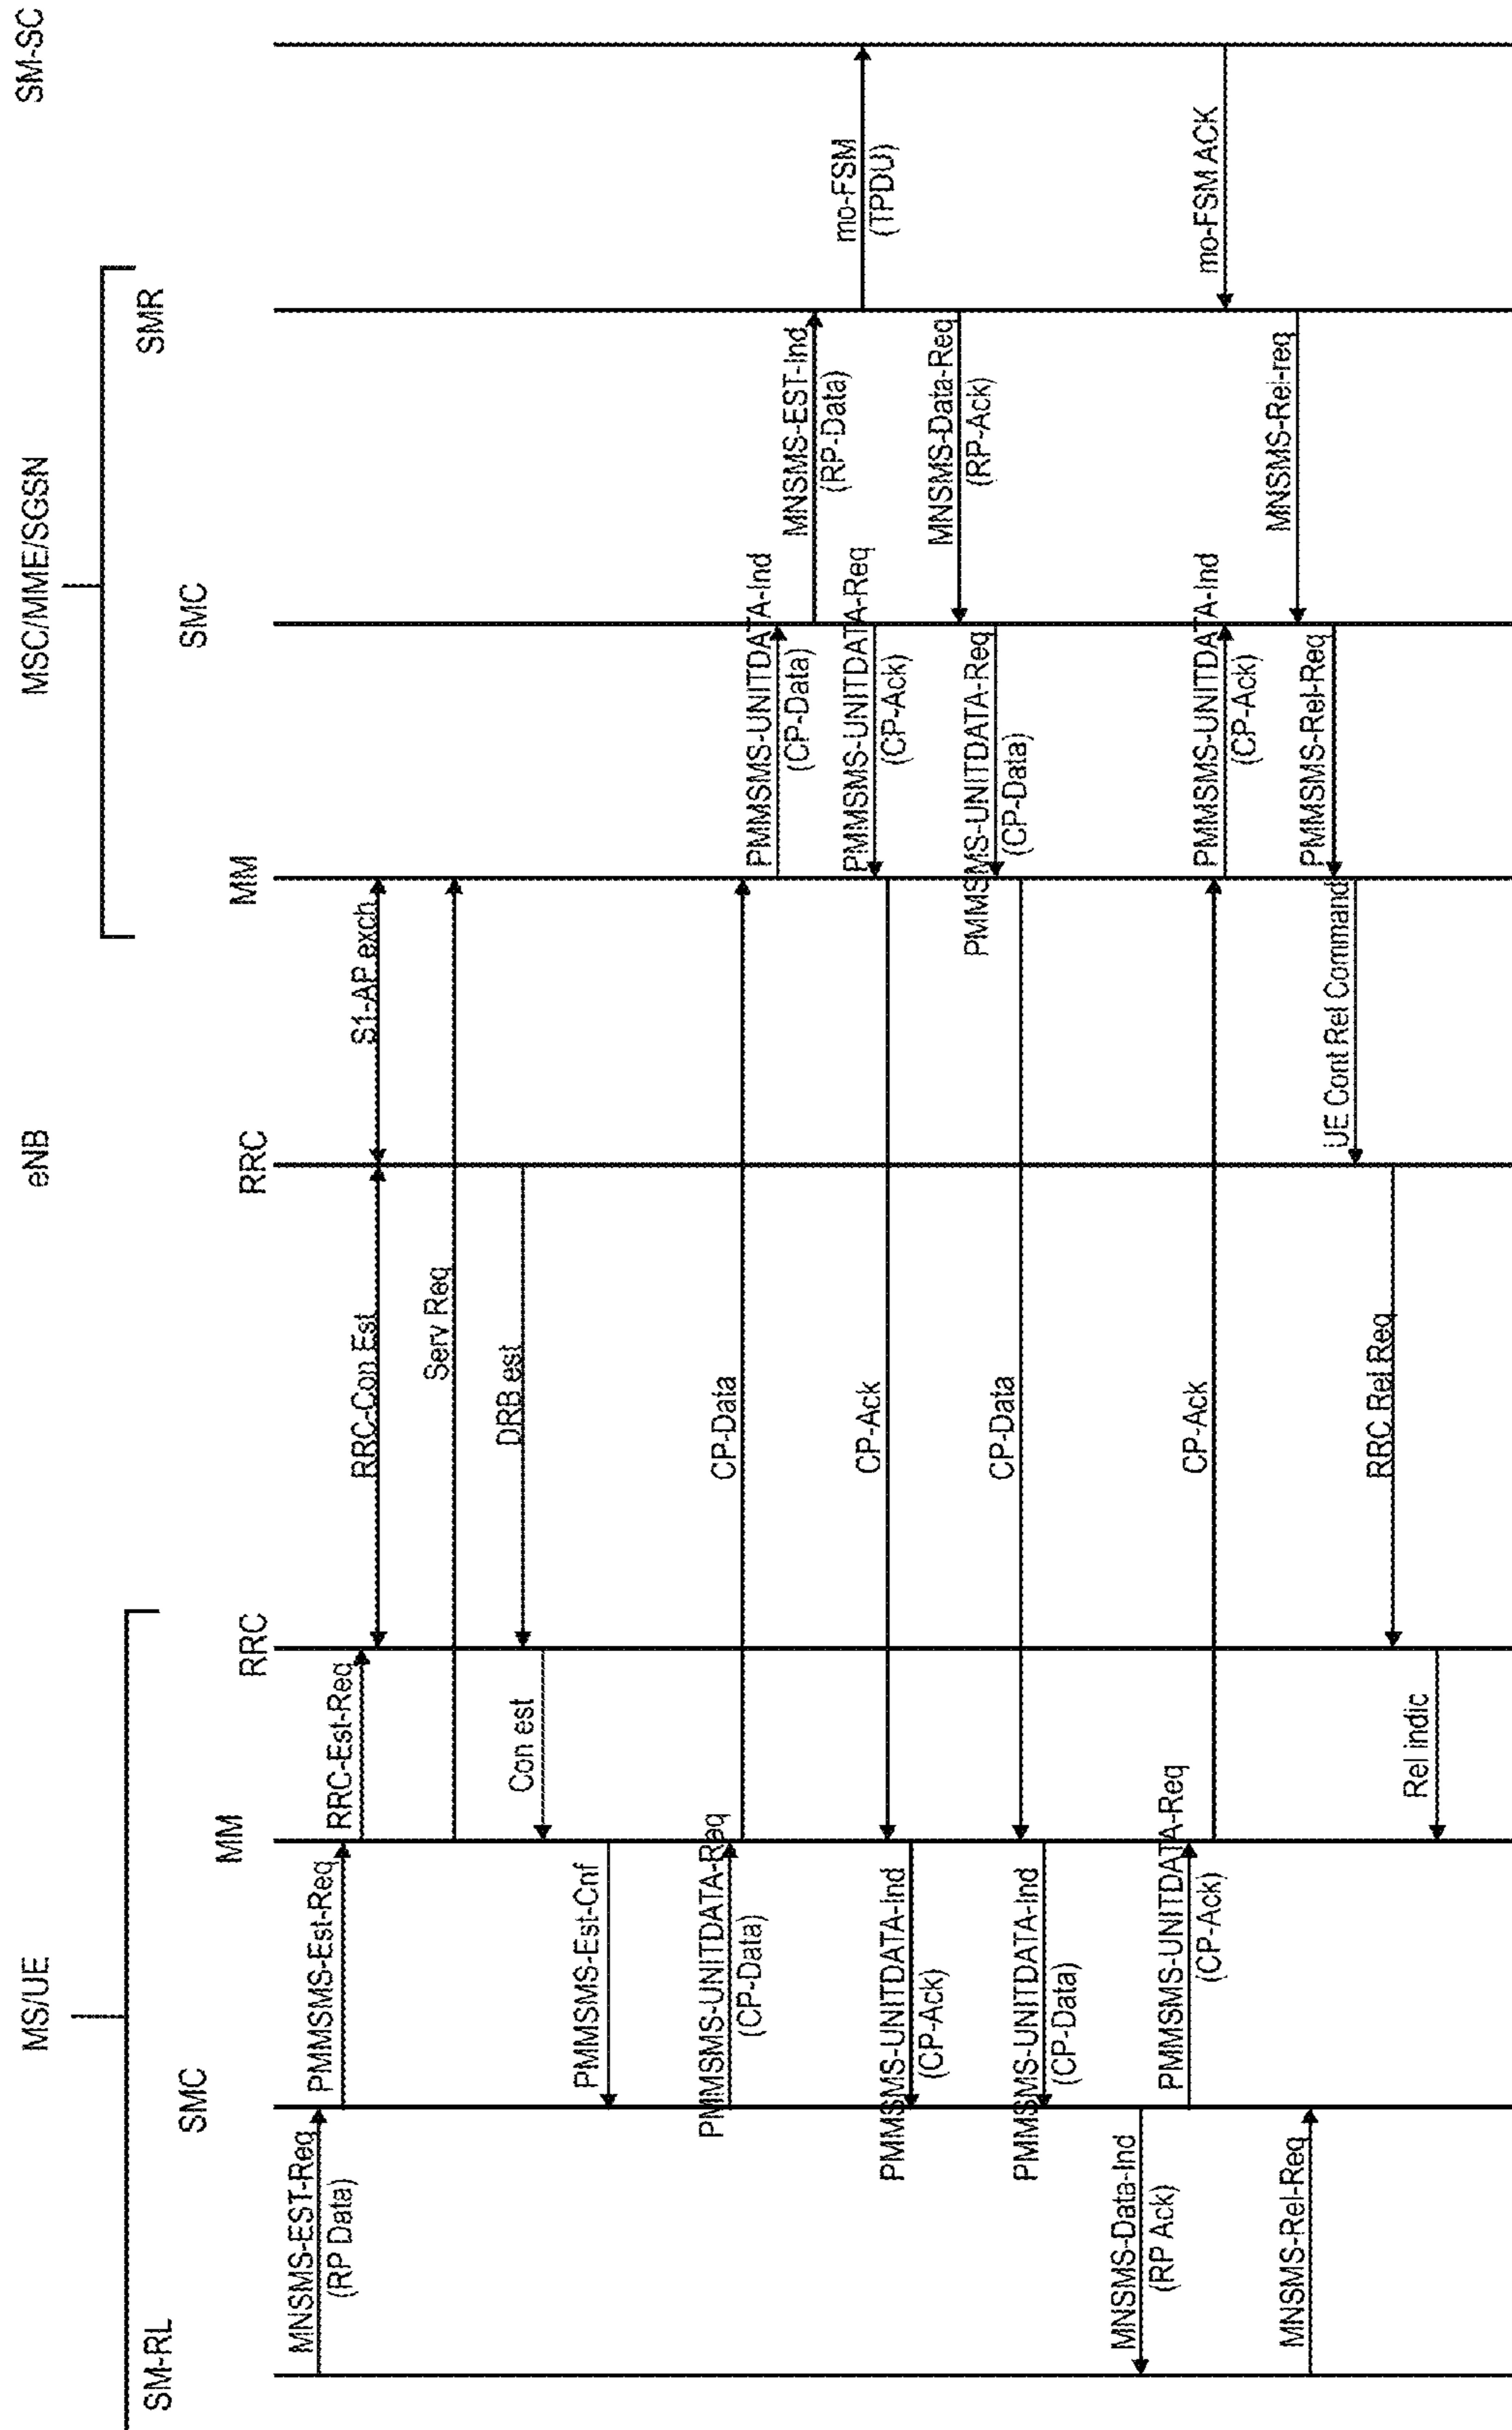 MS/UE
eNB
MSC/MME/SGSN
SM-SC
SM-RL
SMC
MM
RRC
RRC
MM
SMC
SMR
MNSMS-EST-Req
(RP Data)
PMMSMS-Est-Req
RRC-Est-Req
RRC-Con Est
S1-AP exch
Serv Req
DRB est
Con est
PMMSMS-Est-Cnf
PMMSMS-UNITDATA-Req
(CP-Data)
CP-Data
PMMSMS-UNITDATA-Ind
(CP-Data)
MNSMS-EST-Ind
(RP-Data)
mo-FSM
(TPDU)
PMMSMS-UNITDATA-Req
(CP-Ack)
CP-Ack
PMMSMS-UNITDATA-Ind
(CP-Ack)
MNSMS-Data-Req
(RP-Ack)
PMMSMS-UNITDATA-Req
(CP-Data)
CP-Data
PMMSMS-UNITDATA-Ind
(CP-Data)
MNSMS-Data-Ind
(RP Ack)
PMMSMS-UNITDATA-Req
(CP-Ack)
CP-Ack
PMMSMS-UNITDATA-Ind
(CP-Ack)
mo-FSM ACK
MNSMS-Rel-req
MNSMS-Rel-Req
PMMSMS-Rel-Req
UE Cont Rel Command
RRC Rel Req
Rel indic